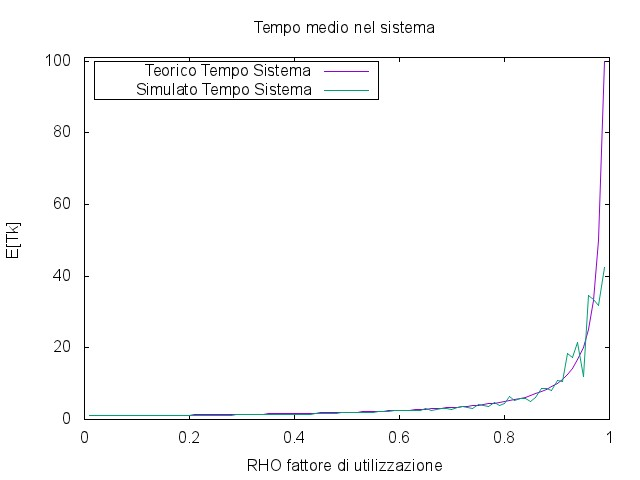 Tempo medio nel sistema
100
80
60
40
20
0
Teorico Tempo Sistema
Simulato Tempo Sistema
E[Tk]
0
0.2
0.4
0.6
0.8
1
RHO fattore di utilizzazione